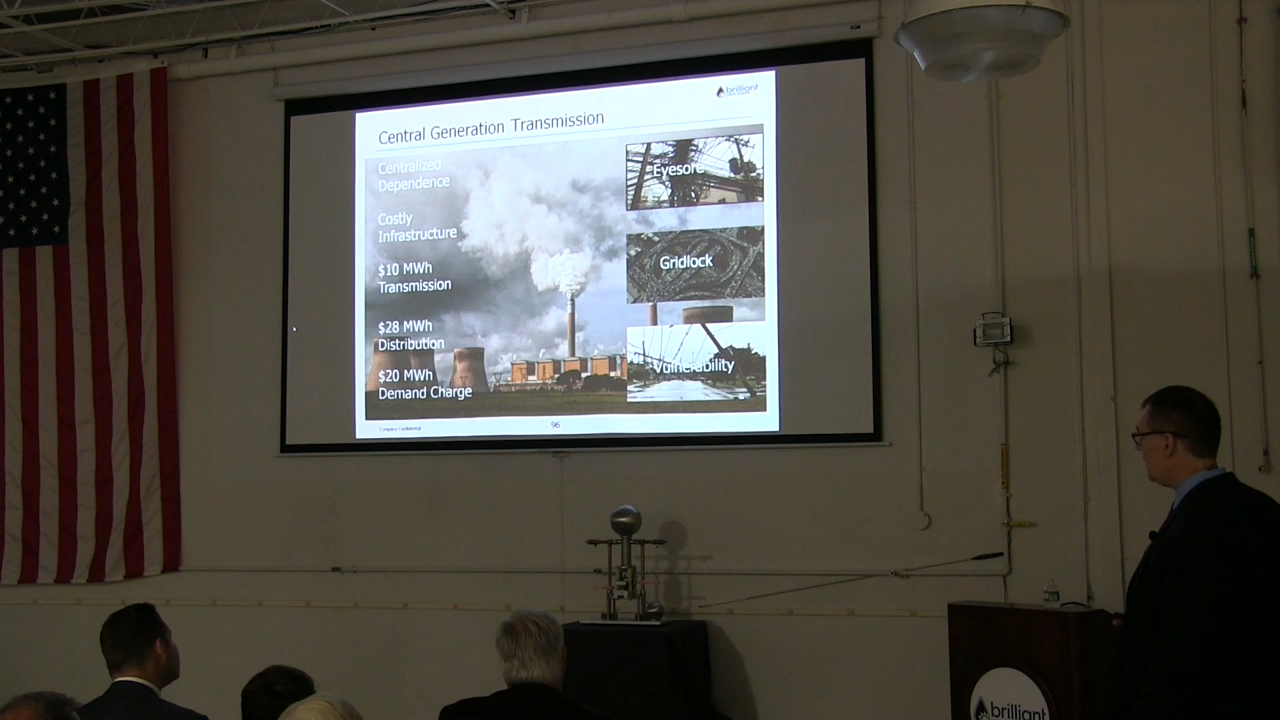 brilliant
Central Generation Transmission
Centralized
Dependence
Costly
Infrastructure
$10 MWh
Transmission
$28 MWh
Distribution
$20 MWh
Demand Charge
Eyesore
Gridlock
Vulnerability
Company Confidential
96
brilliant